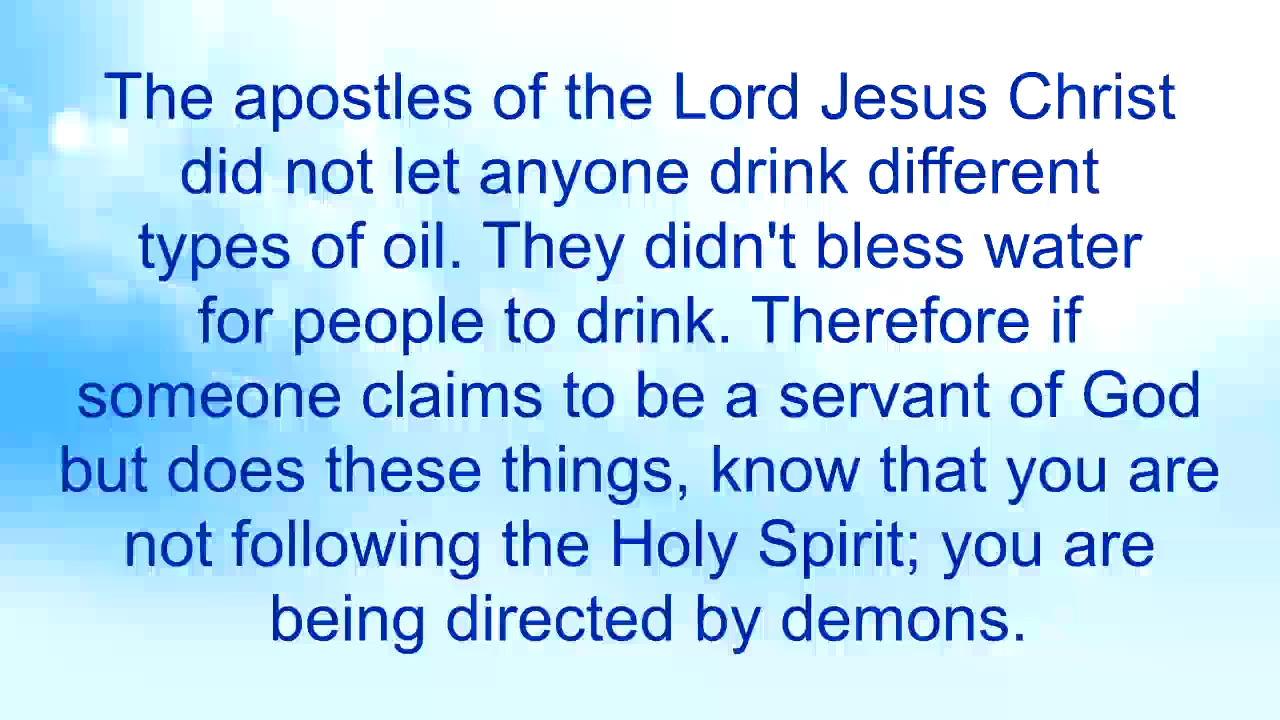 The apostles of the Lord Jesus Christ
did not let anyone drink different
types of oil. They didn't bless water
for people to drink. Therefore if
someone claims to be a servant of God
but does these things, know that you are
not following the Holy Spirit; you are
being directed by demons.